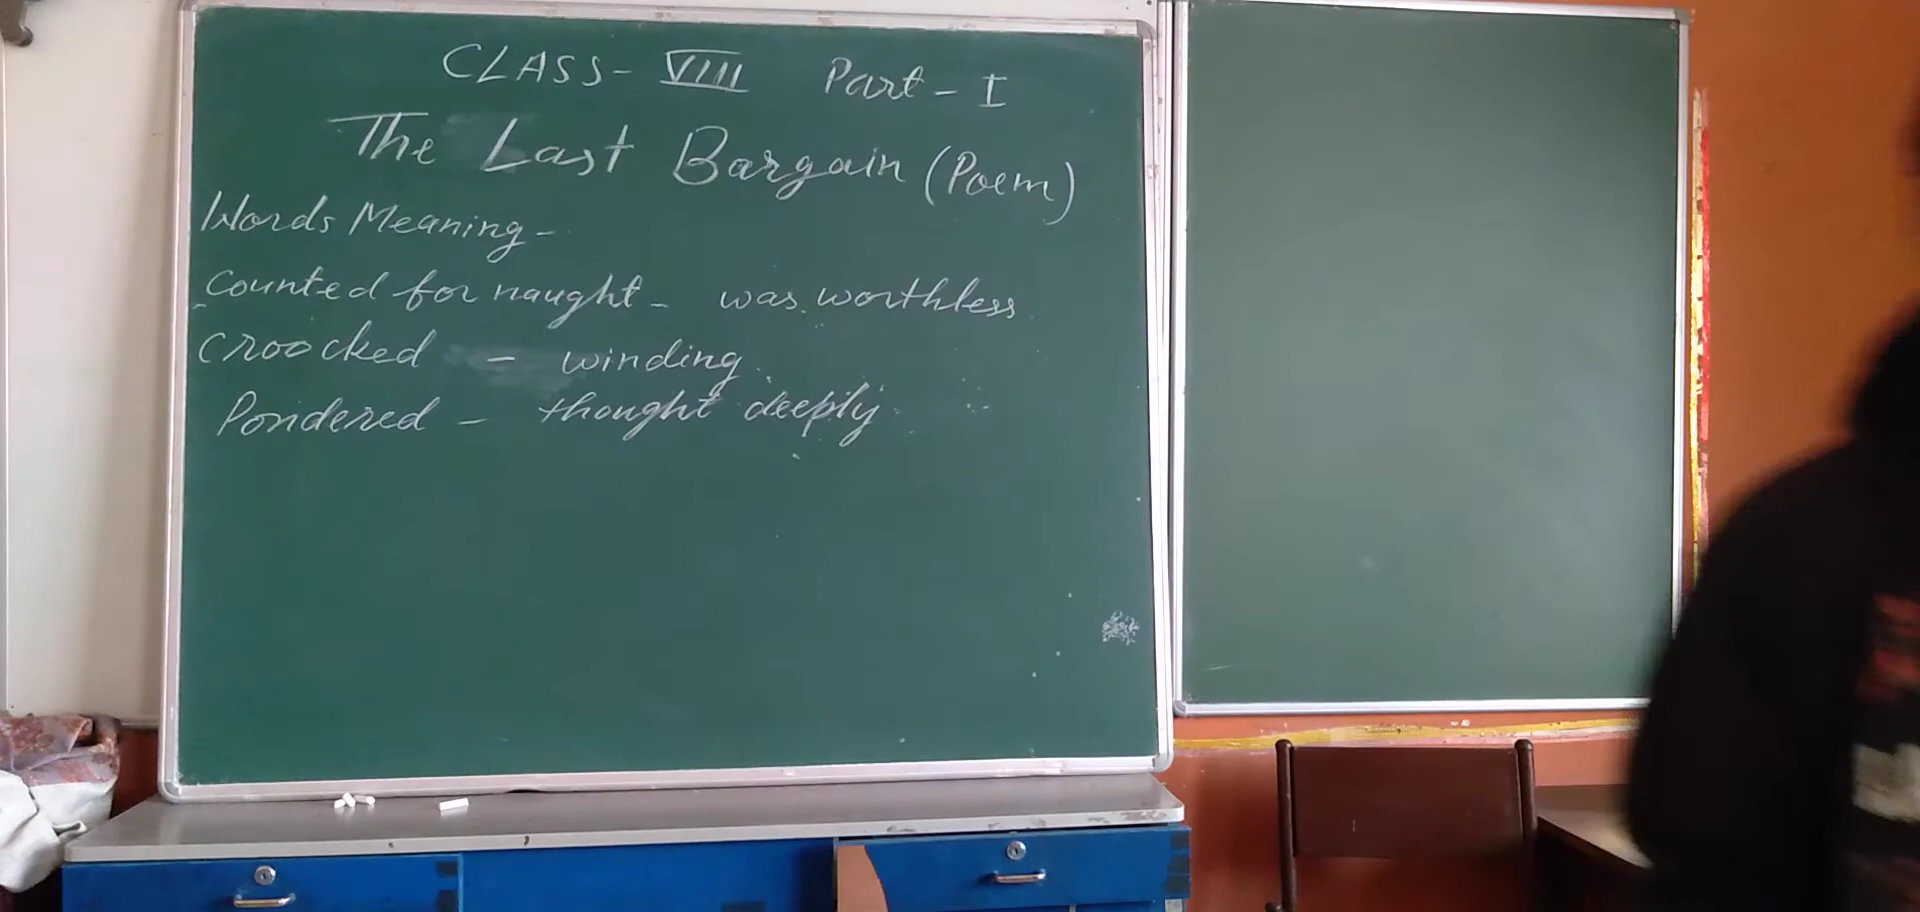 CLASS- VIII Part - I
The Last Bargain (Poem)
Words Meaning -
counted for naught - was worthless
croocked - winding
Pondered - thought deeply